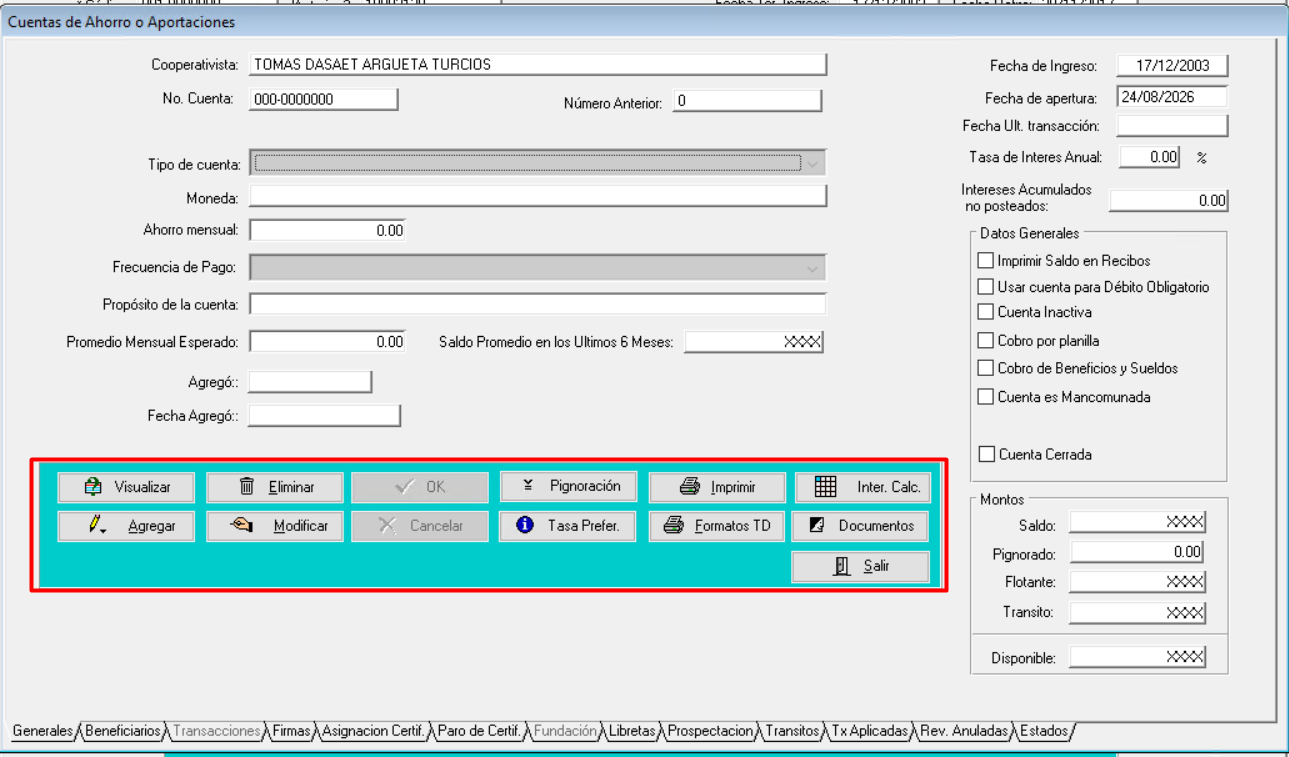 Cuentas de Ahorro o Aportaciones
Cooperativista: TOMAS DASAET ARGUETA TURCIOS
Fecha de Ingreso: 17/12/2003
No. Cuenta: 000-0000000
Número Anterior: 0
Fecha de apertura: 24/08/2026
Fecha Ult. transacción:
Tipo de cuenta:
Tasa de Interes Anual: 0.00 %
Moneda:
Intereses Acumulados
no posteados: 0.00
Ahorro mensual: 0.00
Frecuencia de Pago:
Propósito de la cuenta:
Promedio Mensual Esperado: 0.00
Saldo Promedio en los Ultimos 6 Meses: XXXX
Agregó::
Fecha Agregó::
Datos Generales
Imprimir Saldo en Recibos
Usar cuenta para Débito Obligatorio
Cuenta Inactiva
Cobro por planilla
Cobro de Beneficios y Sueldos
Cuenta es Mancomunada
Cuenta Cerrada
Visualizar Eliminar OK Pignoración Imprimir Inter. Calc.
Agregar Modificar Cancelar Tasa Prefer. Formatos TD Documentos
Salir
Montos
Saldo: XXXX
Pignorado: 0.00
Flotante: XXXX
Transito: XXXX
Disponible: XXXX
Generales Beneficiarios Transacciones Firmas Asignacion Certif. Paro de Certif. Fundación Libretas Prospectacion Transitos Tx Aplicadas Rev. Anuladas Estados